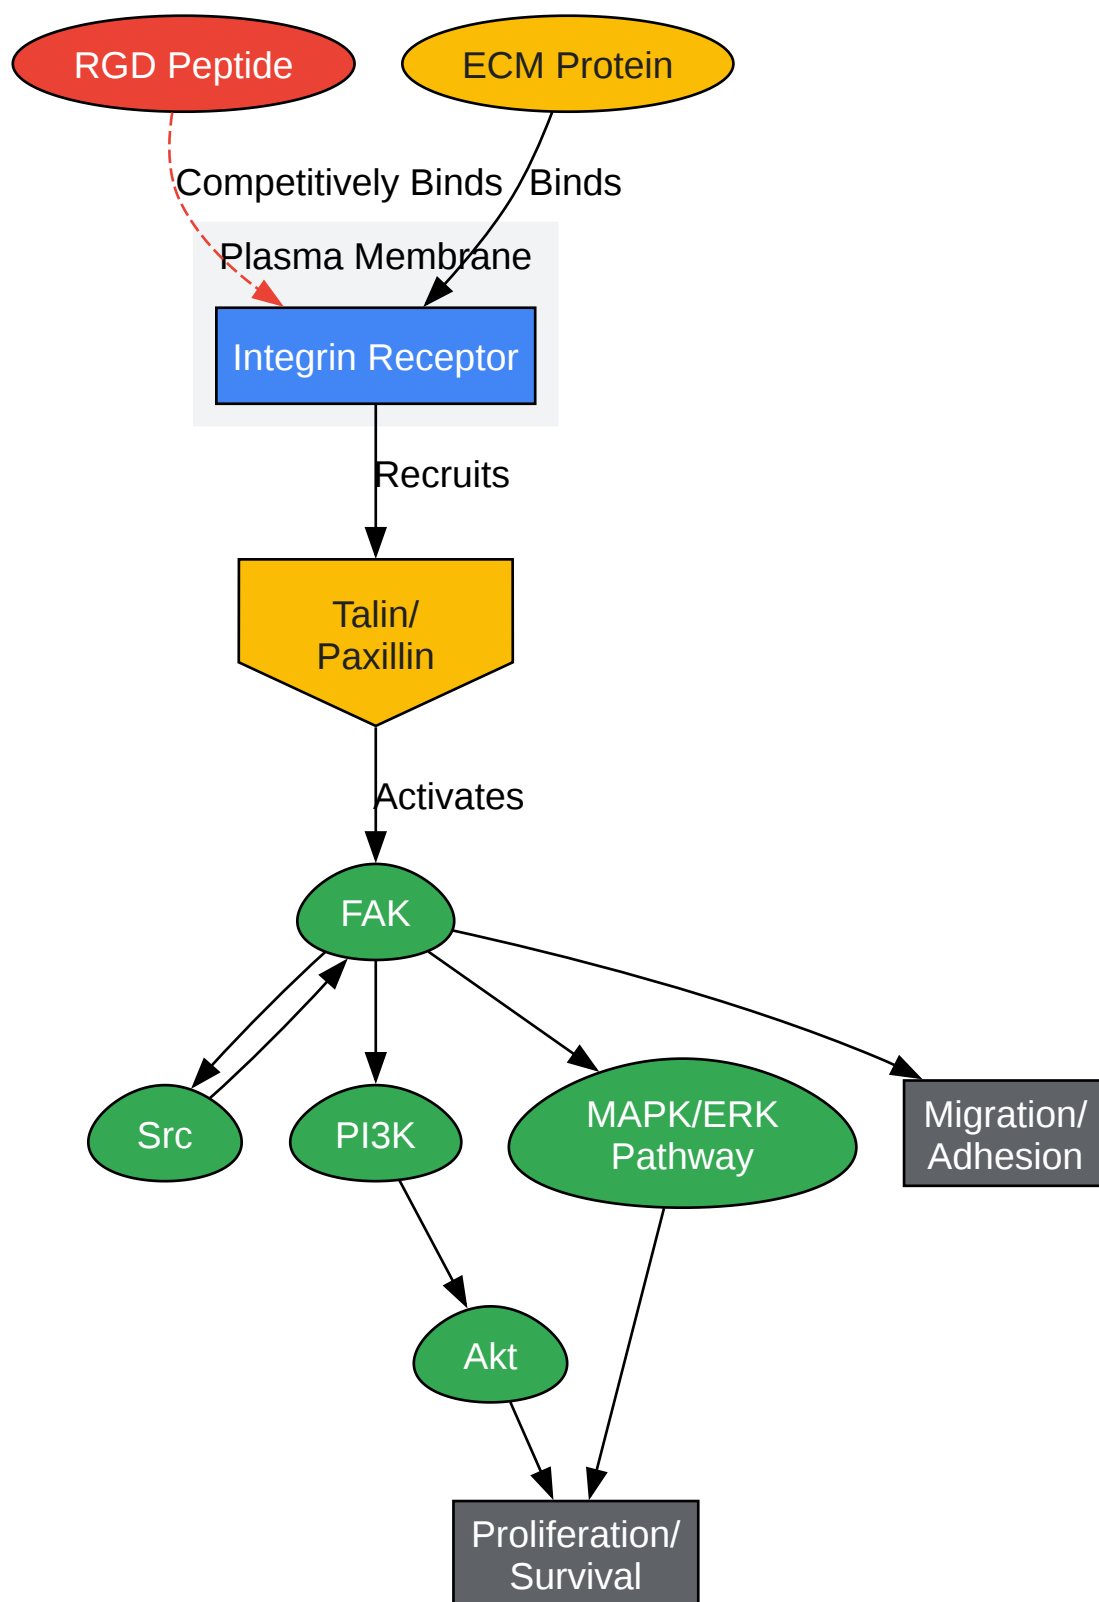 RGD Peptide
ECM Protein
Competitively Binds
Binds
Plasma Membrane
Integrin Receptor
Recruits
Talin/
Paxillin
Activates
FAK
Src
PI3K
MAPK/ERK
Pathway
Migration/
Adhesion
Akt
Proliferation/
Survival